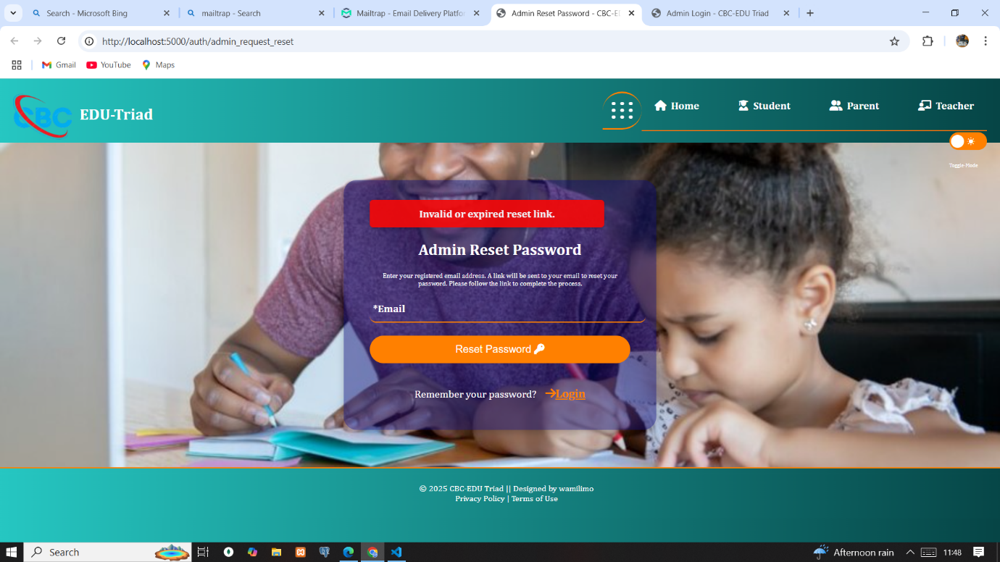 Search - Microsoft Bing
mailtrap - Search
Mailtrap - Email Delivery Platfo
Admin Reset Password - CBC-E
Admin Login - CBC-EDU Triad
http://localhost:5000/auth/admin_request_reset
Gmail
YouTube
Maps
CBC
EDU-Triad
Home
Student
Parent
Teacher
Toggle-Mode
Invalid or expired reset link.
Admin Reset Password
Enter your registered email address. A link will be sent to your email to reset your
password. Please follow the link to complete the process.
*Email
Reset Password
Remember your password? Login
© 2025 CBC-EDU Triad || Designed by wamilimo
Privacy Policy | Terms of Use
Search
Afternoon rain
11:48